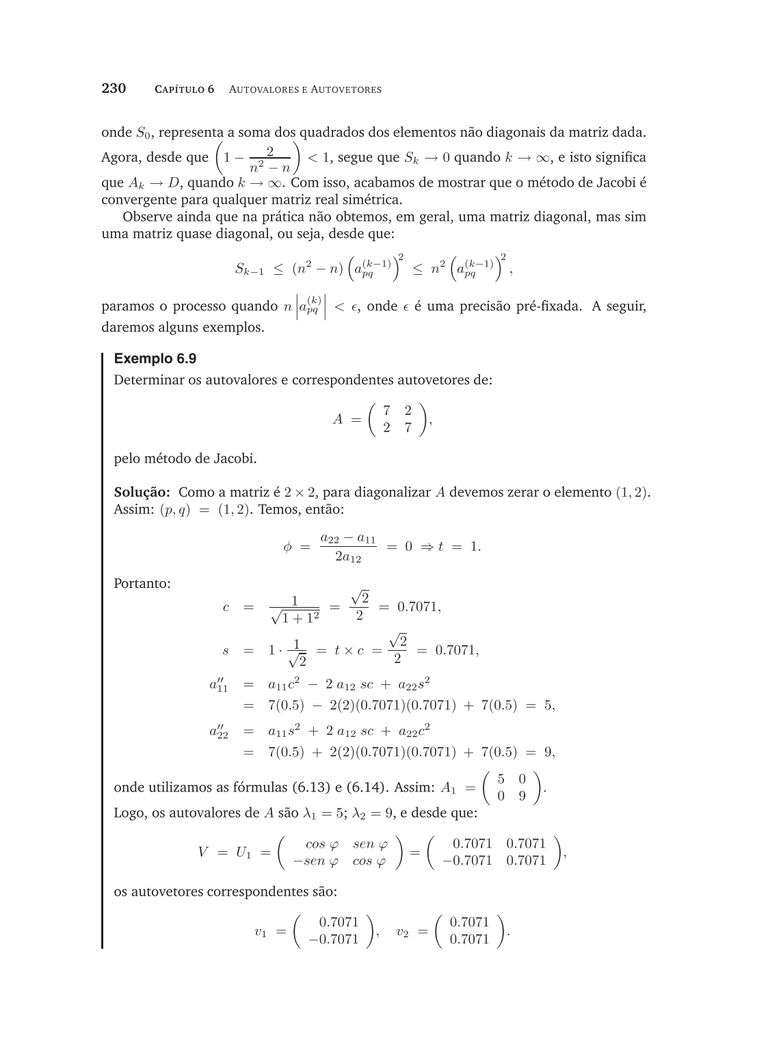 230 CAPÍTULO 6 AUTOVALORES E AUTOVETORES
onde $S_0$, representa a soma dos quadrados dos elementos não diagonais da matriz dada.
Agora, desde que $\left(1 - \frac{2}{n^2 - n}\right) < 1$, segue que $S_k \to 0$ quando $k \to \infty$, e isto significa
que $A_k \to D$, quando $k \to \infty$. Com isso, acabamos de mostrar que o método de Jacobi é
convergente para qualquer matriz real simétrica.
Observe ainda que na prática não obtemos, em geral, uma matriz diagonal, mas sim
uma matriz quase diagonal, ou seja, desde que:
$S_{k-1} \leq (n^2 - n) \left(a_{pq}^{(k-1)}\right)^2 \leq n^2 \left(a_{pq}^{(k-1)}\right)^2,$
paramos o processo quando $n \left|a_{pq}^{(k)}\right| < \epsilon$, onde $\epsilon$ é uma precisão pré-fixada. A seguir,
daremos alguns exemplos.
Exemplo 6.9
Determinar os autovalores e correspondentes autovetores de:
$A = \begin{pmatrix} 7 & 2 \\ 2 & 7 \end{pmatrix},$
pelo método de Jacobi.
Solução: Como a matriz é $2 \times 2$, para diagonalizar $A$ devemos zerar o elemento $(1, 2)$.
Assim: $(p, q) = (1, 2)$. Temos, então:
$\phi = \frac{a_{22} - a_{11}}{2a_{12}} = 0 \Rightarrow t = 1.$
Portanto:
$c = \frac{1}{\sqrt{1 + 1^2}} = \frac{\sqrt{2}}{2} = 0.7071,$
$s = 1 \cdot \frac{1}{\sqrt{2}} = t \times c = \frac{\sqrt{2}}{2} = 0.7071,$
$a''_{11} = a_{11}c^2 - 2\, a_{12}\, sc + a_{22}s^2$
$= 7(0.5) - 2(2)(0.7071)(0.7071) + 7(0.5) = 5,$
$a''_{22} = a_{11}s^2 + 2\, a_{12}\, sc + a_{22}c^2$
$= 7(0.5) + 2(2)(0.7071)(0.7071) + 7(0.5) = 9,$
onde utilizamos as fórmulas (6.13) e (6.14). Assim: $A_1 = \begin{pmatrix} 5 & 0 \\ 0 & 9 \end{pmatrix}.$
Logo, os autovalores de $A$ são $\lambda_1 = 5$; $\lambda_2 = 9$, e desde que:
$V = U_1 = \begin{pmatrix} cos\ \varphi & sen\ \varphi \\ -sen\ \varphi & cos\ \varphi \end{pmatrix} = \begin{pmatrix} 0.7071 & 0.7071 \\ -0.7071 & 0.7071 \end{pmatrix},$
os autovetores correspondentes são:
$v_1 = \begin{pmatrix} 0.7071 \\ -0.7071 \end{pmatrix}, \quad v_2 = \begin{pmatrix} 0.7071 \\ 0.7071 \end{pmatrix}.$